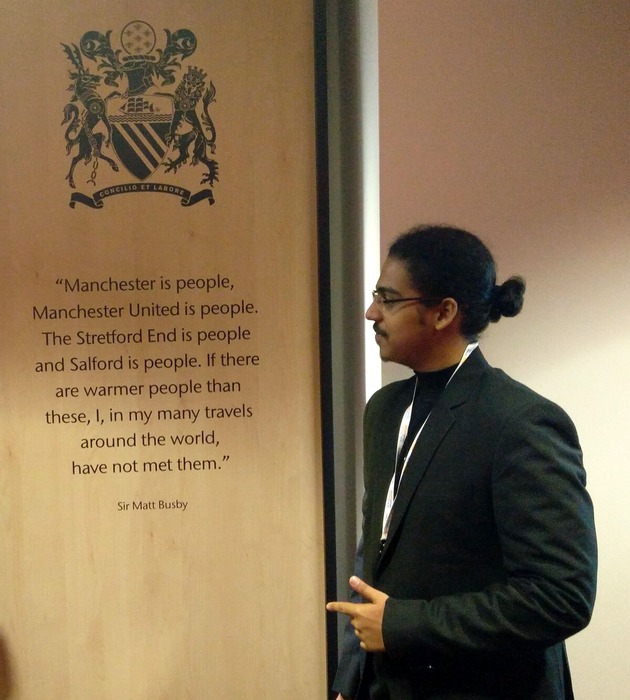 CONCILIO ET LABORE
“Manchester is people,
Manchester United is people.
The Stretford End is people
and Salford is people. If there
are warmer people than
these, I, in my many travels
around the world,
have not met them.”
Sir Matt Busby